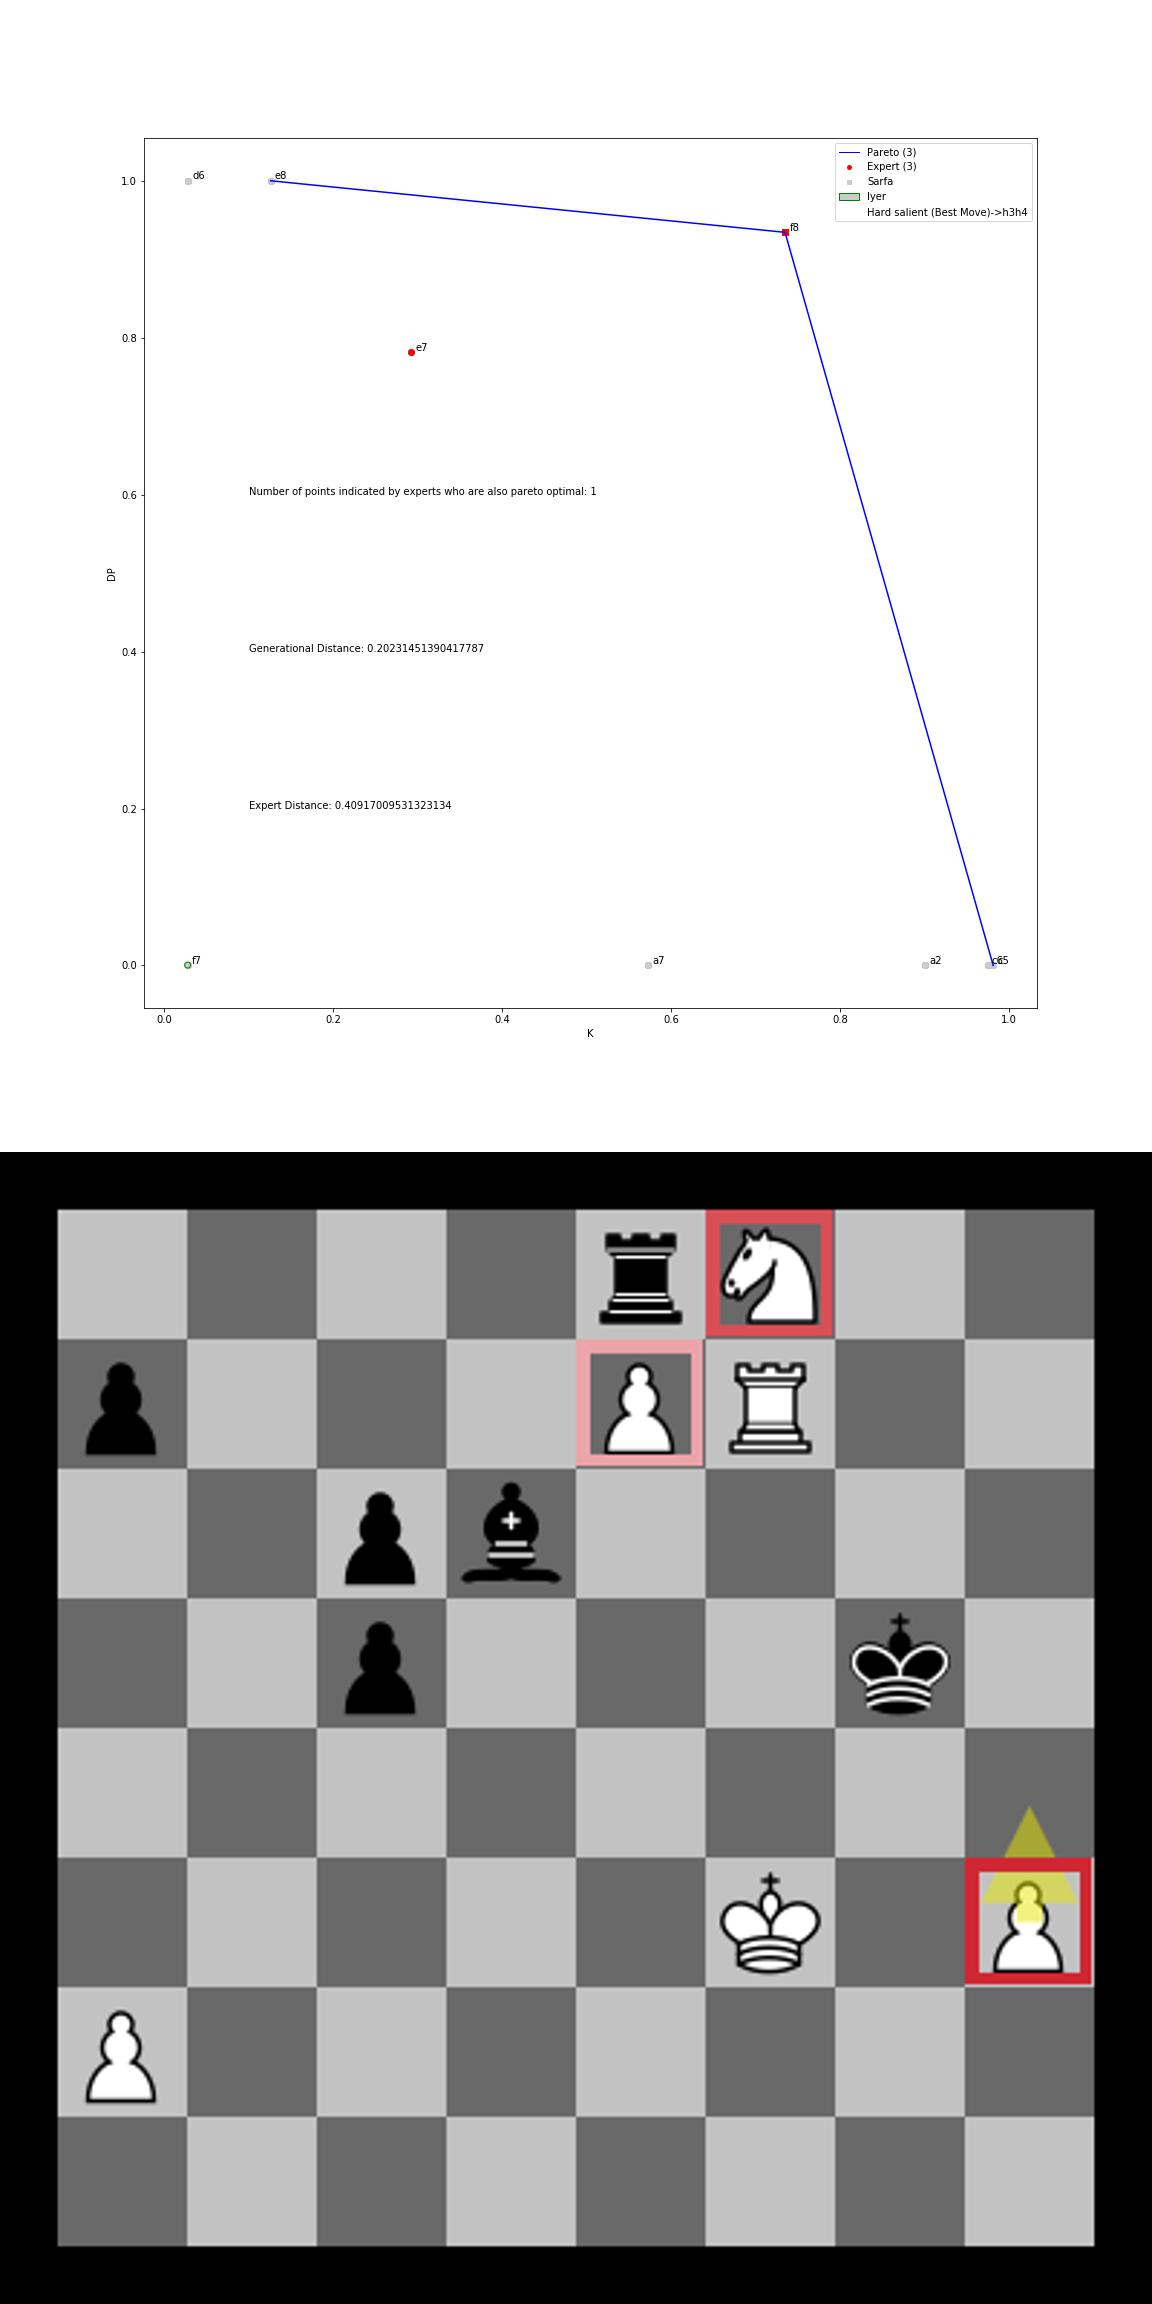 Pareto (3)
Expert (3)
Sarfa
Iyer
Hard salient (Best Move)->h3h4
d6
e8
f8
e7
Number of points indicated by experts who are also pareto optimal: 1
Generational Distance: 0.20231451390417787
Expert Distance: 0.40917009531323134
f7
a7
a2
1.0
0.8
0.6
0.4
0.2
0.0
DP
0.0
0.2
0.4
0.6
0.8
1.0
K